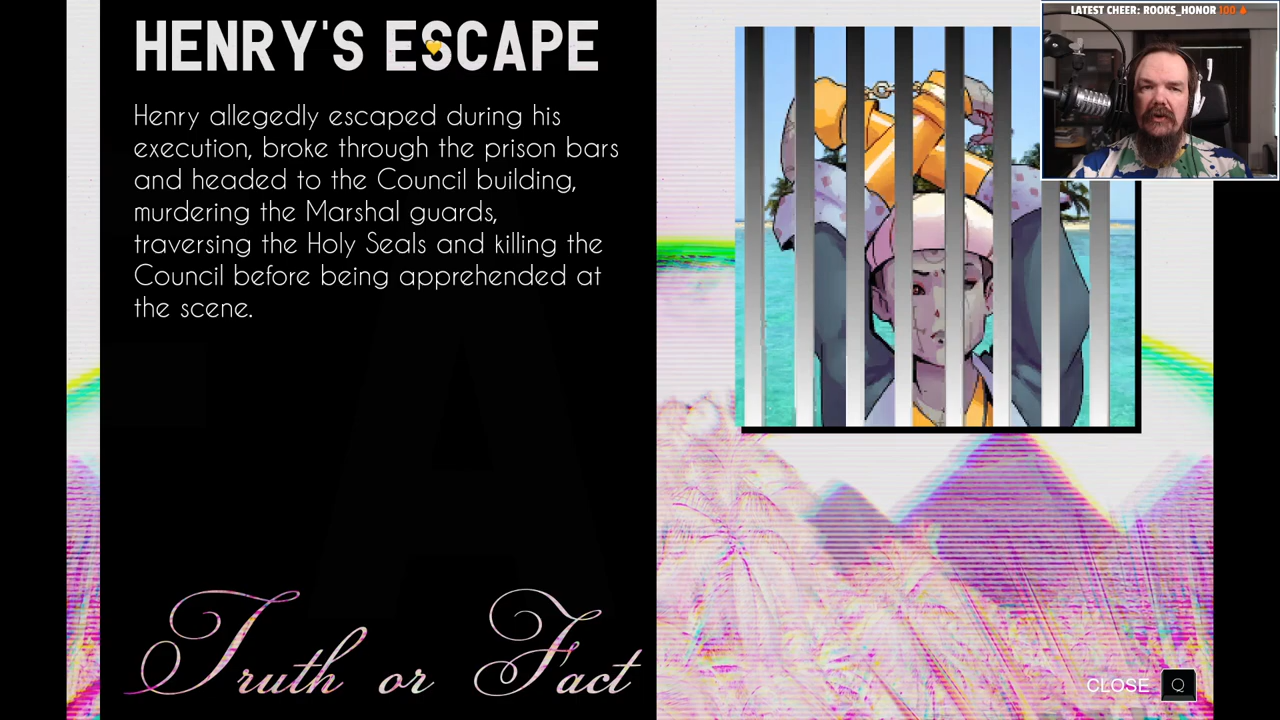 HENRY'S ESCAPE
Henry allegedly escaped during his
execution, broke through the prison bars
and headed to the Council building,
murdering the Marshal guards,
traversing the Holy Seals and killing the
Council before being apprehended at
the scene.
Truth or Fact
LATEST CHEER: ROOKS_HONOR 100
CLOSE Q